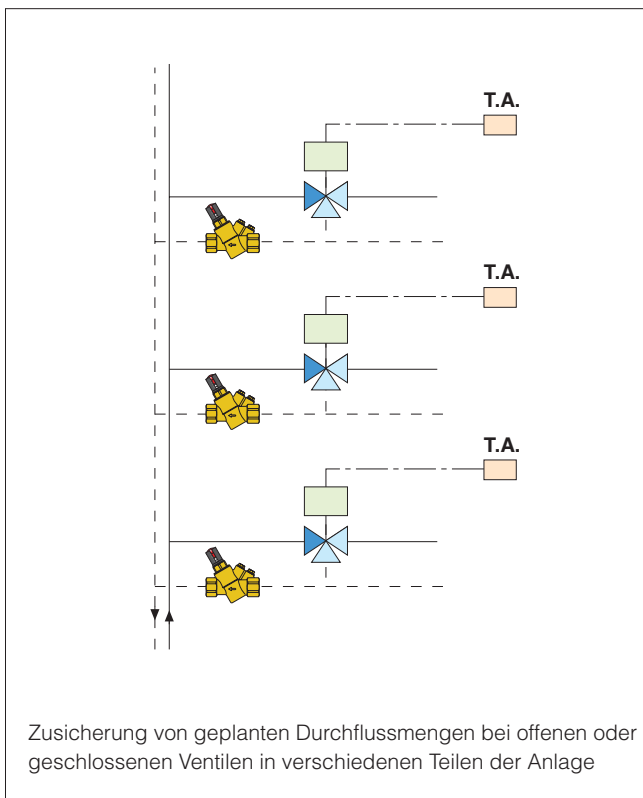 T.A.
T.A.
T.A.
Zusicherung von geplanten Durchflussmengen bei offenen oder
geschlossenen Ventilen in verschiedenen Teilen der Anlage